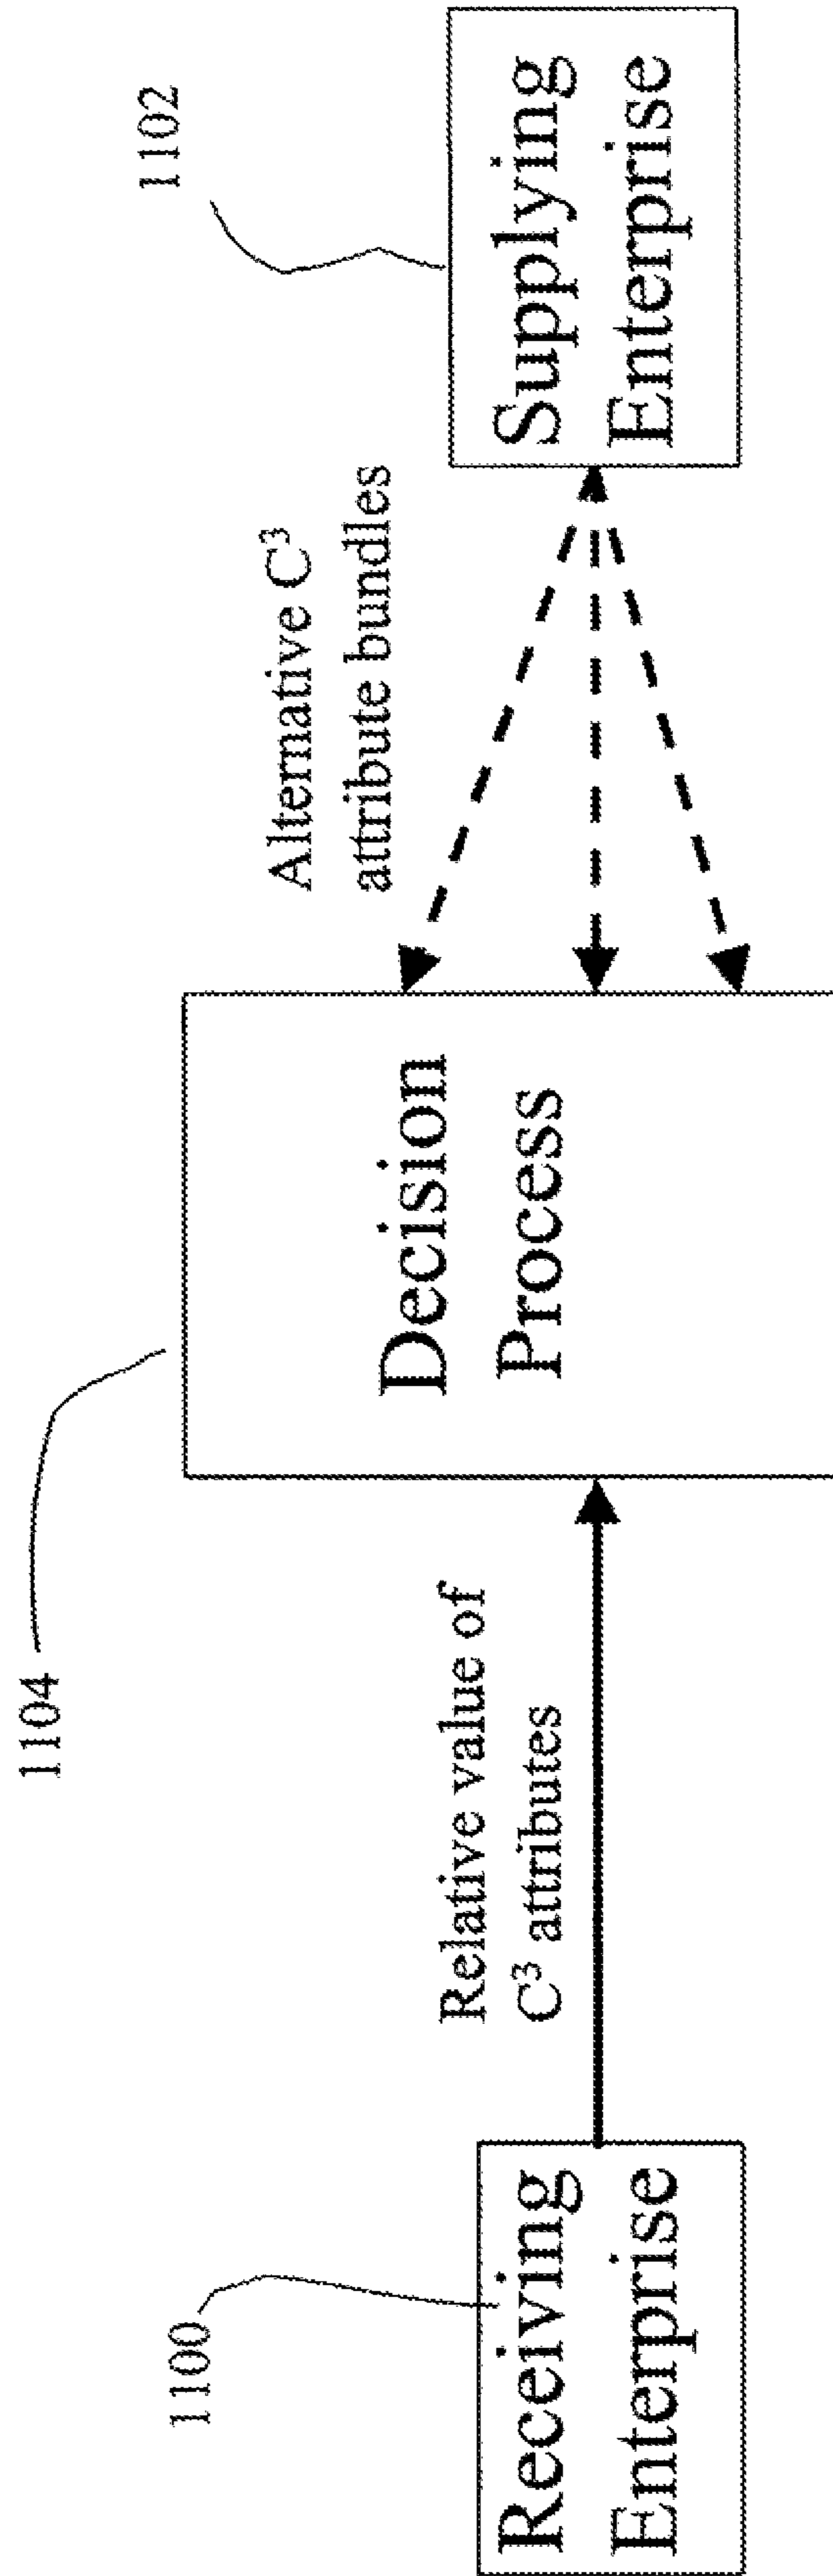 1104
1102
1100
Receiving
Enterprise
Relative value of
C³ attributes
Decision
Process
Alternative C³
attribute bundles
Supplying
Enterprise